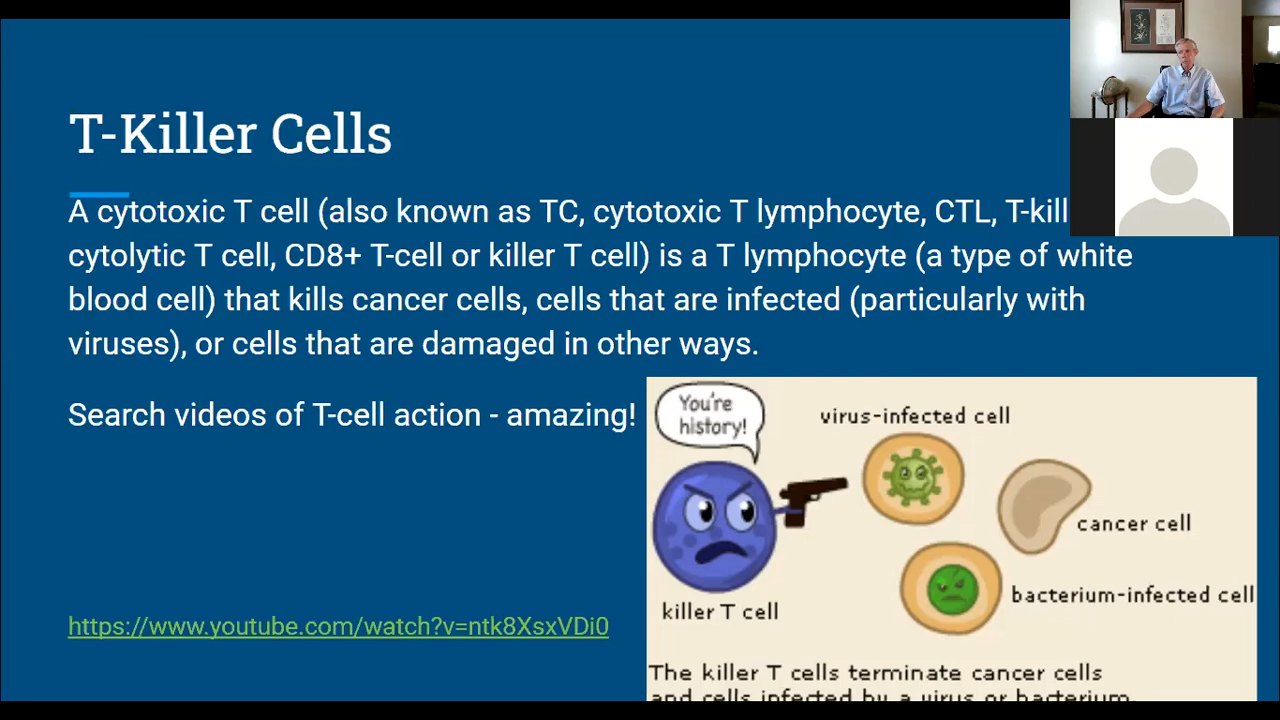 T-Killer Cells
A cytotoxic T cell (also known as TC, cytotoxic T lymphocyte, CTL, T-kill
cytolytic T cell, CD8+ T-cell or killer T cell) is a T lymphocyte (a type of white
blood cell) that kills cancer cells, cells that are infected (particularly with
viruses), or cells that are damaged in other ways.
Search videos of T-cell action - amazing!
https://www.youtube.com/watch?v=ntk8XsxVDi0
You're
history!
virus-infected cell
cancer cell
bacterium-infected cell
killer T cell
The killer T cells terminate cancer cells
and cells infected by a virus or bacterium.